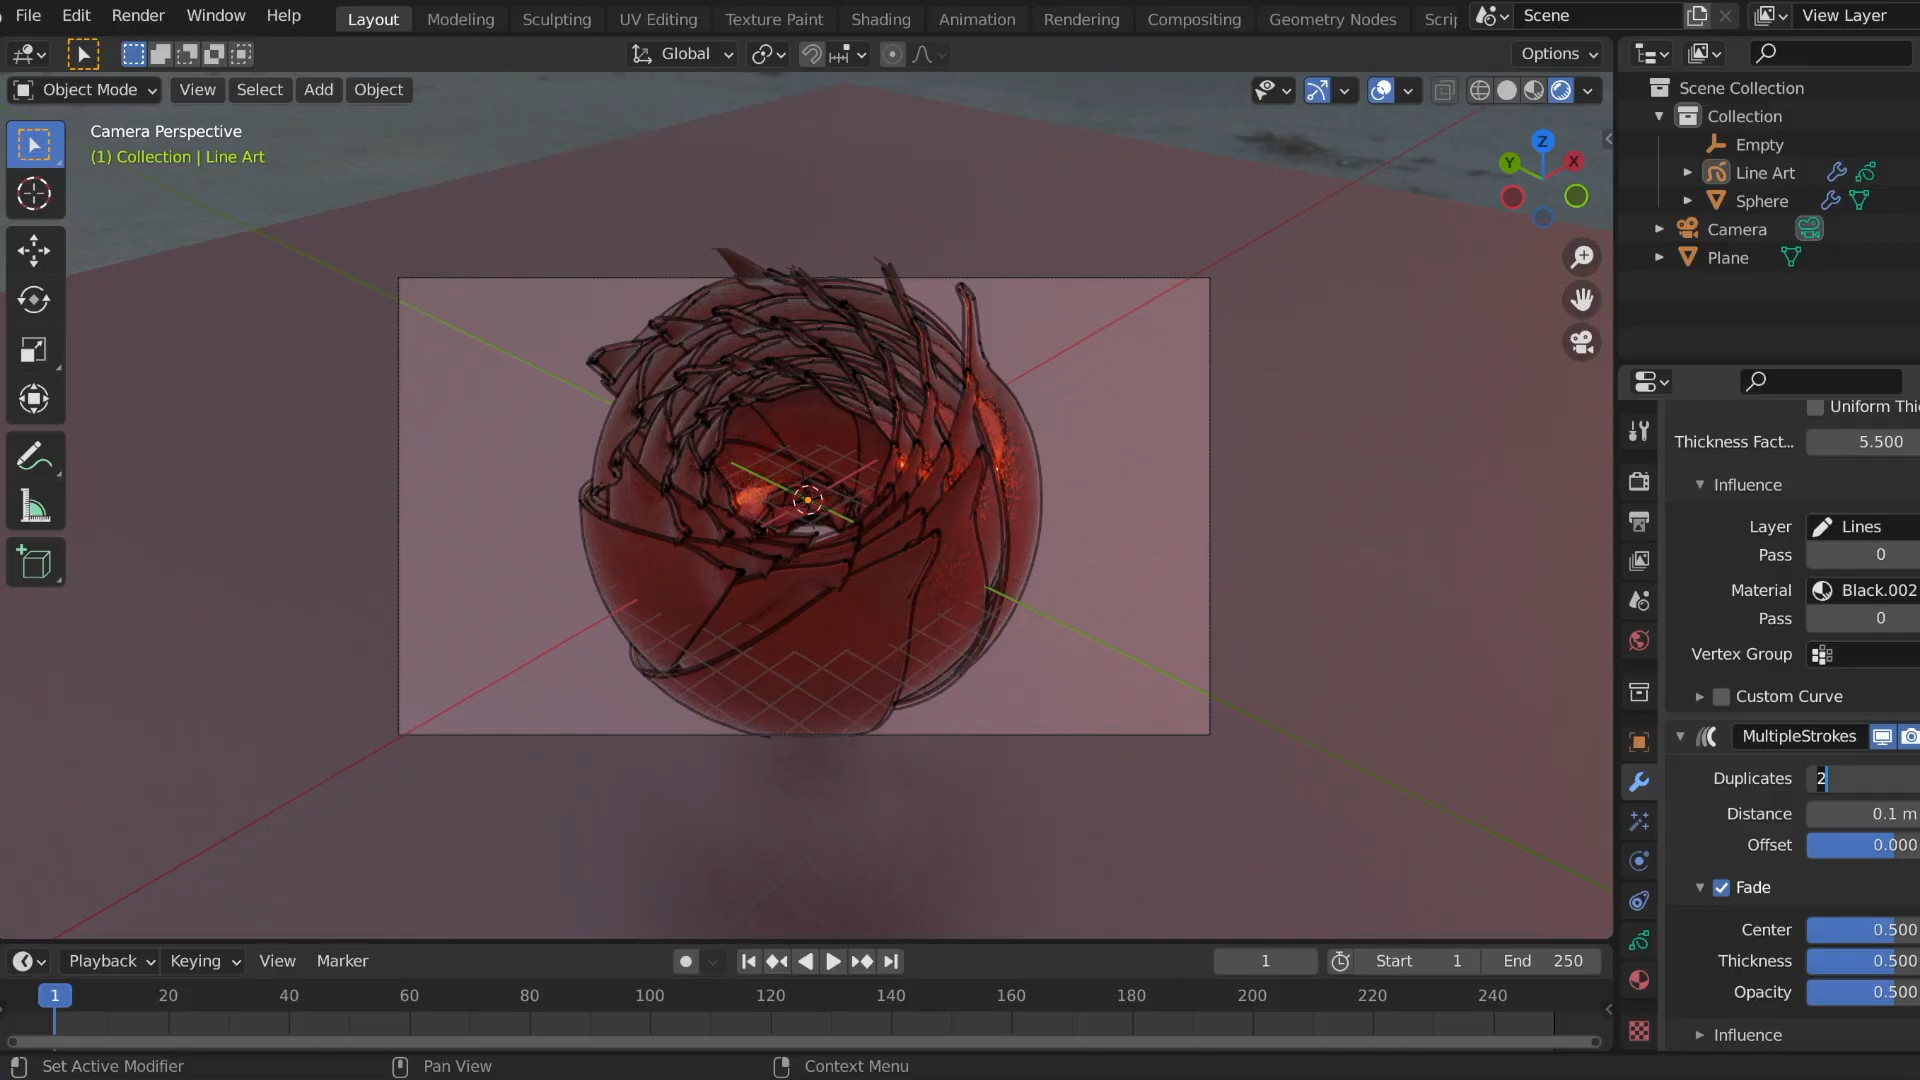 File Edit Render Window Help
Layout Modeling Sculpting UV Editing Texture Paint Shading Animation Rendering Compositing Geometry Nodes Scrip
Scene View Layer
Global Options
Object Mode View Select Add Object
Camera Perspective
(1) Collection | Line Art
Z
Y X
Scene Collection
Collection
Empty
Line Art
Sphere
Camera
Plane
Uniform Thic
Thickness Fact... 5.500
Influence
Layer Lines
Pass 0
Material Black.002
Pass 0
Vertex Group
Custom Curve
MultipleStrokes
Duplicates 2
Distance 0.1 m
Offset 0.000
Fade
Center 0.500
Thickness 0.500
Opacity 0.500
Influence
Playback Keying View Marker 1 Start 1 End 250
1 20 40 60 80 100 120 140 160 180 200 220 240
Set Active Modifier Pan View Context Menu